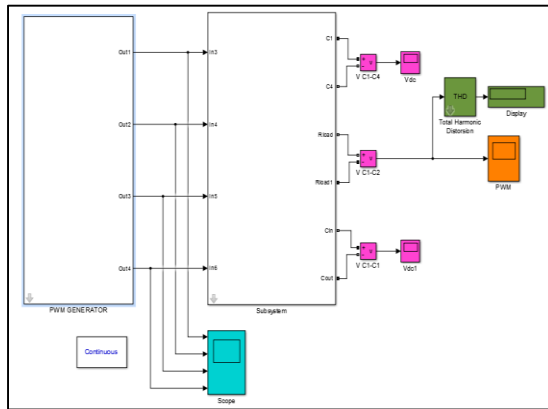 Out1
Out2
Out3
Out4
PWM GENERATOR
Continuous
In3
In4
In5
In6
C1
C4
Rload
Rload1
Cin
Cout
Subsystem
Scope
V C1-C4
Vdc
V C1-C2
V C1-C1
Vdc1
THD
Total Harmonic
Distorsion
Display
PWM